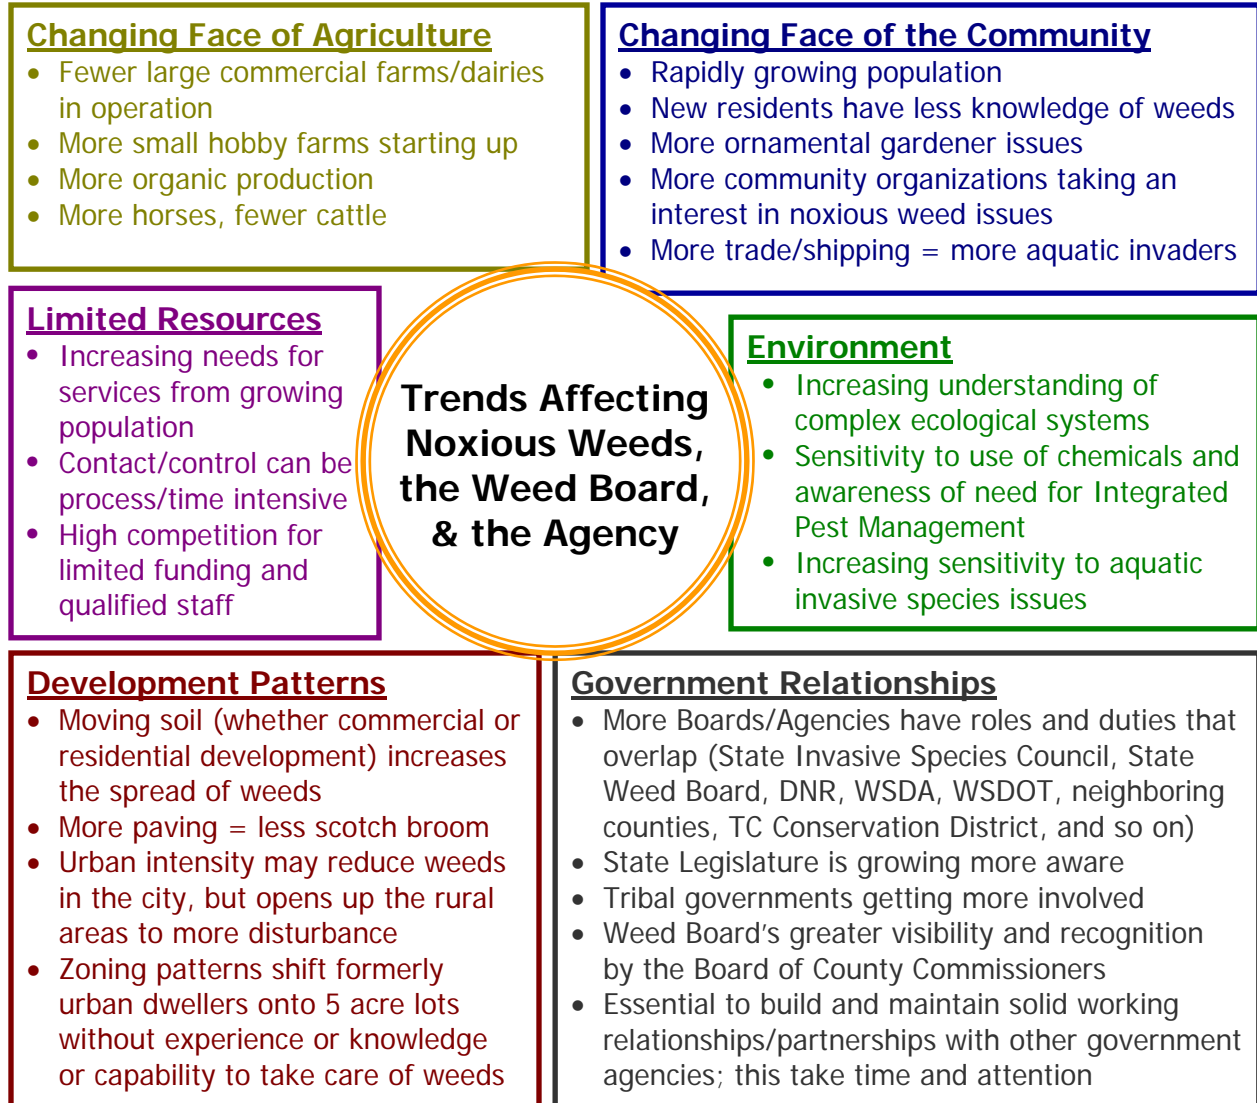 Changing Face of Agriculture
• Fewer large commercial farms/dairies
in operation
• More small hobby farms starting up
• More organic production
• More horses, fewer cattle
Changing Face of the Community
• Rapidly growing population
• New residents have less knowledge of weeds
• More ornamental gardener issues
• More community organizations taking an
interest in noxious weed issues
• More trade/shipping = more aquatic invaders
Limited Resources
• Increasing needs for
services from growing
population
• Contact/control can be
process/time intensive
• High competition for
limited funding and
qualified staff
Trends Affecting
Noxious Weeds,
the Weed Board,
& the Agency
Environment
• Increasing understanding of
complex ecological systems
• Sensitivity to use of chemicals and
awareness of need for Integrated
Pest Management
• Increasing sensitivity to aquatic
invasive species issues
Development Patterns
• Moving soil (whether commercial or
residential development) increases
the spread of weeds
• More paving = less scotch broom
• Urban intensity may reduce weeds
in the city, but opens up the rural
areas to more disturbance
• Zoning patterns shift formerly
urban dwellers onto 5 acre lots
without experience or knowledge
or capability to take care of weeds
Government Relationships
• More Boards/Agencies have roles and duties that
overlap (State Invasive Species Council, State
Weed Board, DNR, WSDA, WSDOT, neighboring
counties, TC Conservation District, and so on)
• State Legislature is growing more aware
• Tribal governments getting more involved
• Weed Board's greater visibility and recognition
by the Board of County Commissioners
• Essential to build and maintain solid working
relationships/partnerships with other government
agencies; this take time and attention